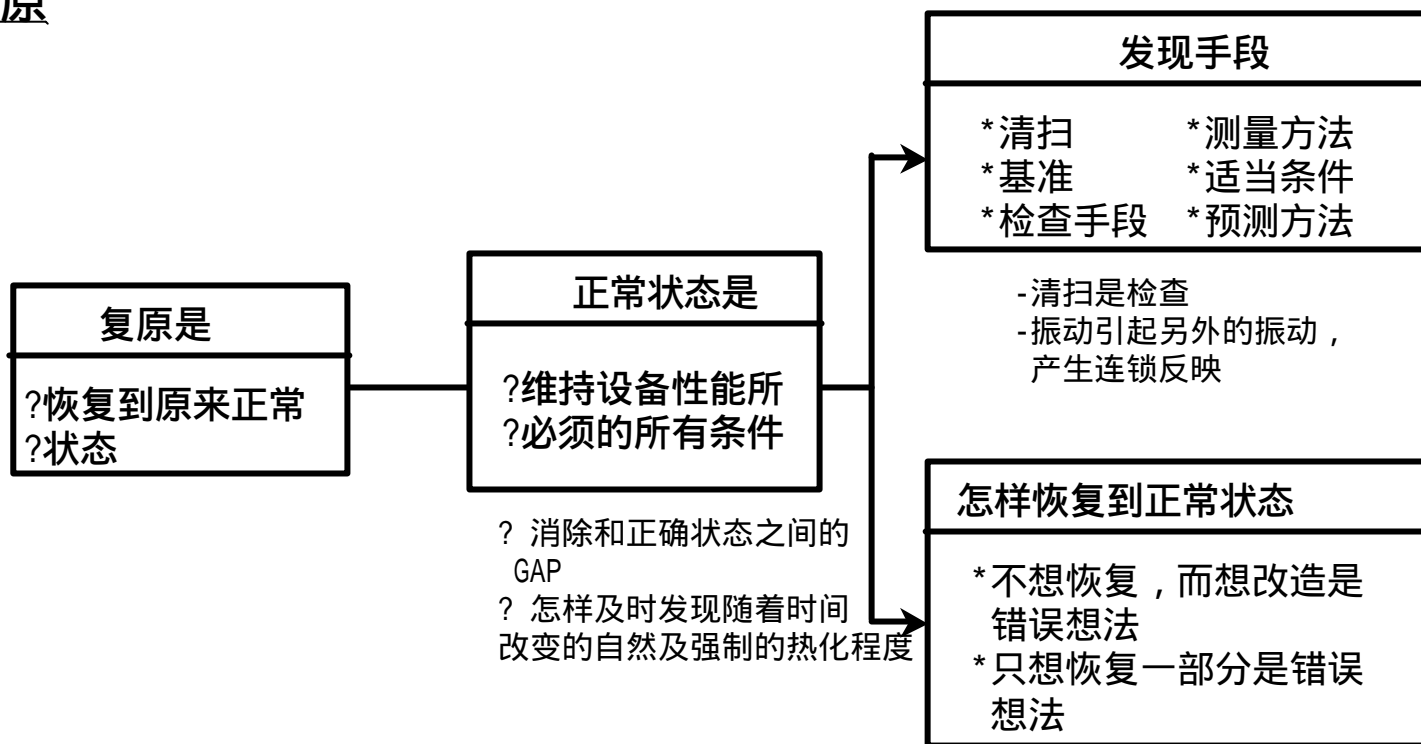 原
复原是
?恢复到原来正常
?状态
正常状态是
?维持设备性能所
?必须的所有条件
? 消除和正确状态之间的
GAP
? 怎样及时发现随着时间
改变的自然及强制的热化程度
发现手段
*清扫 *测量方法
*基准 *适当条件
*检查手段 *预测方法
-清扫是检查
-振动引起另外的振动，
产生连锁反映
怎样恢复到正常状态
*不想恢复，而想改造是
错误想法
*只想恢复一部分是错误
想法